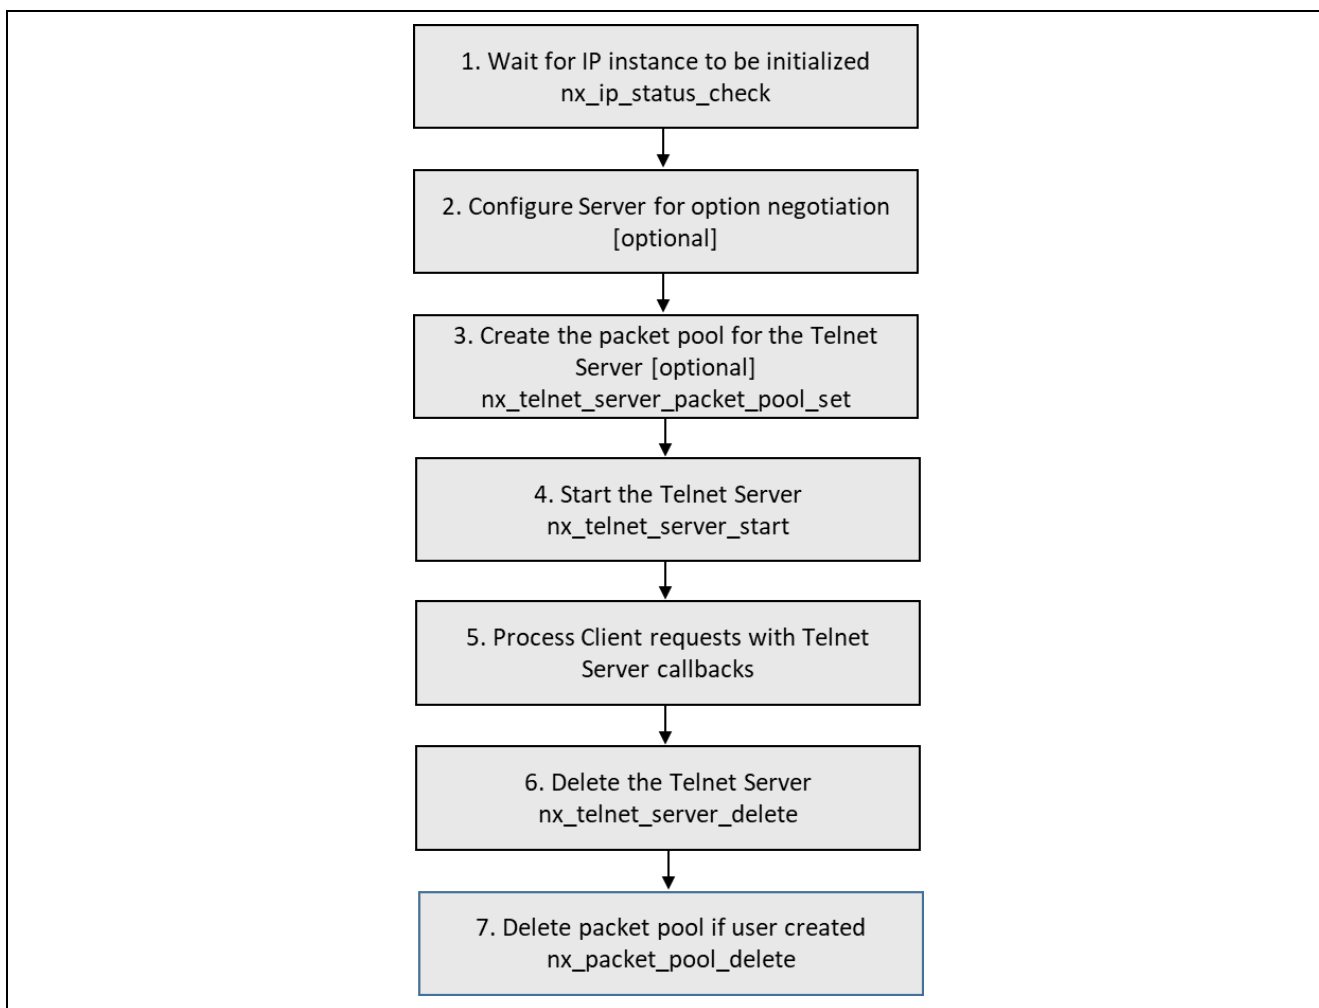 1. Wait for IP instance to be initialized
nx_ip_status_check
2. Configure Server for option negotiation
[optional]
3. Create the packet pool for the Telnet
Server [optional]
nx_telnet_server_packet_pool_set
4. Start the Telnet Server
nx_telnet_server_start
5. Process Client requests with Telnet
Server callbacks
6. Delete the Telnet Server
nx_telnet_server_delete
7. Delete packet pool if user created
nx_packet_pool_delete